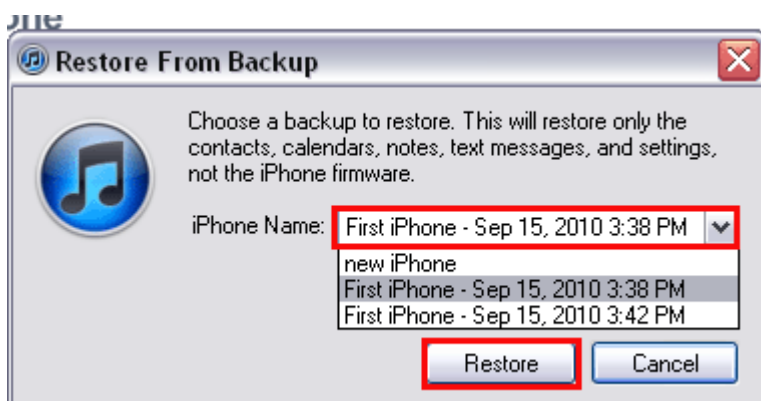 Restore From Backup
Choose a backup to restore. This will restore only the
contacts, calendars, notes, text messages, and settings,
not the iPhone firmware.
iPhone Name: First iPhone - Sep 15, 2010 3:38 PM
new iPhone
First iPhone - Sep 15, 2010 3:38 PM
First iPhone - Sep 15, 2010 3:42 PM
Restore Cancel